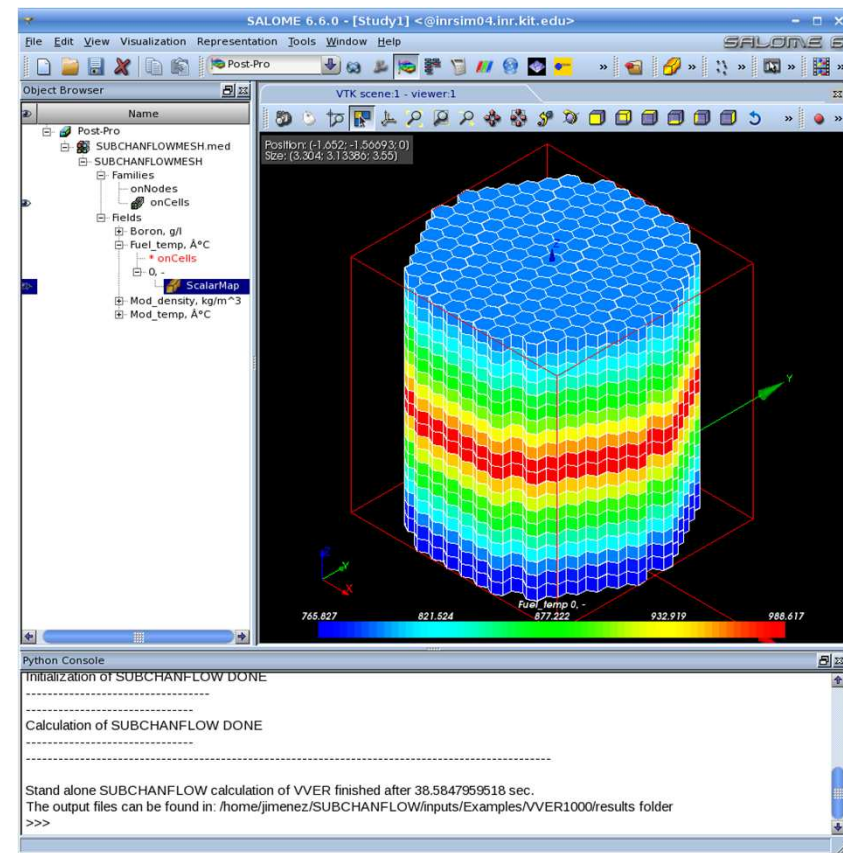 SALOME 6.6.0 - [Study1] <@inrsim04.inr.kit.edu>
File Edit View Visualization Representation Tools Window Help
SALOME 6
Post-Pro
» » » » »
Object Browser
Name
Post-Pro
SUBCHANFLOWMESH.med
SUBCHANFLOWMESH
Families
onNodes
onCells
Fields
Boron, g/l
Fuel_temp, Â°C
* onCells
0, -
ScalarMap
Mod_density, kg/m^3
Mod_temp, Â°C
VTK scene:1 - viewer:1
» »
Position: (-1.652; -1.56693; 0)
Size: (3.304; 3.13386; 3.55)
Z
Y
Z
Y
X
Fuel_temp 0, -
765.827 821.524 877.222 932.919 988.617
Python Console
Initialization of SUBCHANFLOW DONE
----------------------------------
-------------------------------
Calculation of SUBCHANFLOW DONE
-------------------------------
----------------------------------------------------------------------------------------------------
Stand alone SUBCHANFLOW calculation of VVER finished after 38.5847959518 sec.
The output files can be found in: /home/jimenez/SUBCHANFLOW/inputs/Examples/VVER1000/results folder
>>>